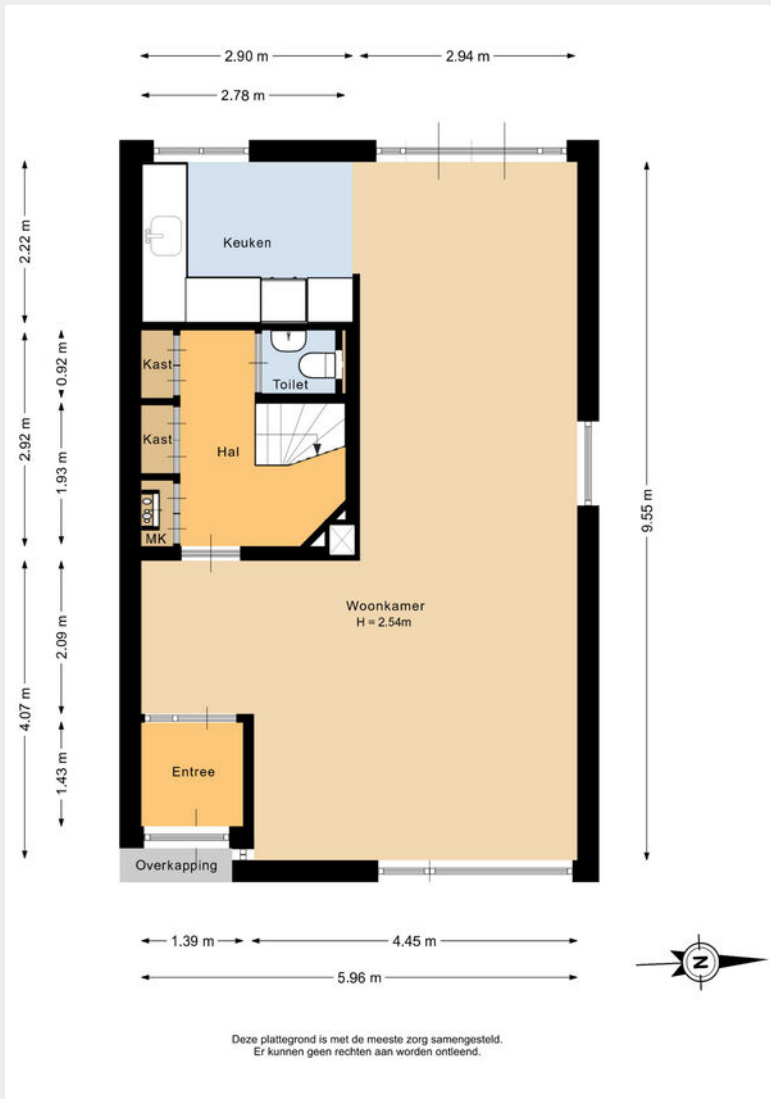 2.90 m
2.94 m
2.78 m
2.22 m
Keuken
0.92 m
Kast
Toilet
2.92 m
Kast
Hal
1.93 m
9.55 m
MK
Woonkamer
H = 2.54m
2.09 m
4.07 m
1.43 m
Entree
Overkapping
1.39 m
4.45 m
N
5.96 m
Deze plattegrond is met de meeste zorg samengesteld.
Er kunnen geen rechten aan worden ontleend.